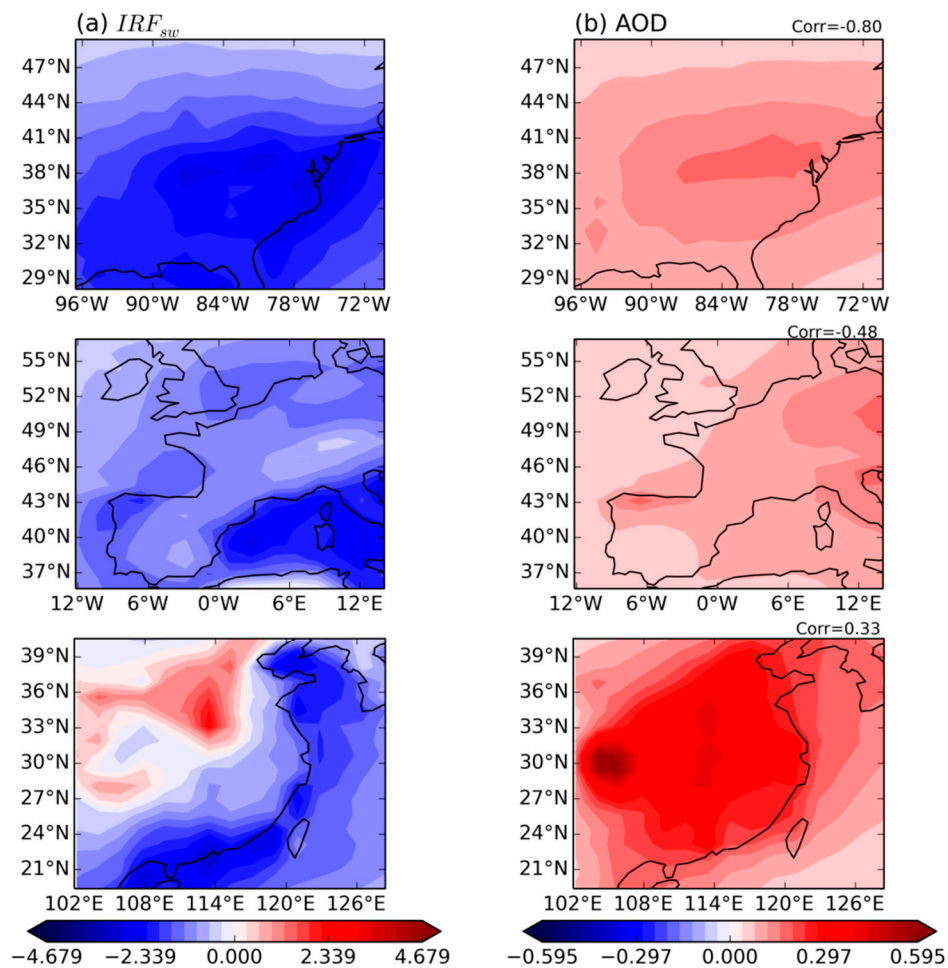 (a) IRF_sw (b) AOD Corr=-0.80
47°N 47°N
44°N 44°N
41°N 41°N
38°N 38°N
35°N 35°N
32°N 32°N
29°N 29°N
96°W 90°W 84°W 78°W 72°W 96°W 90°W 84°W 78°W 72°W
Corr=-0.48
55°N 55°N
52°N 52°N
49°N 49°N
46°N 46°N
43°N 43°N
40°N 40°N
37°N 37°N
12°W 6°W 0°W 6°E 12°E 12°W 6°W 0°W 6°E 12°E
Corr=0.33
39°N 39°N
36°N 36°N
33°N 33°N
30°N 30°N
27°N 27°N
24°N 24°N
21°N 21°N
102°E 108°E 114°E 120°E 126°E 102°E 108°E 114°E 120°E 126°E
−4.679 −2.339 0.000 2.339 4.679 −0.595 −0.297 0.000 0.297 0.595